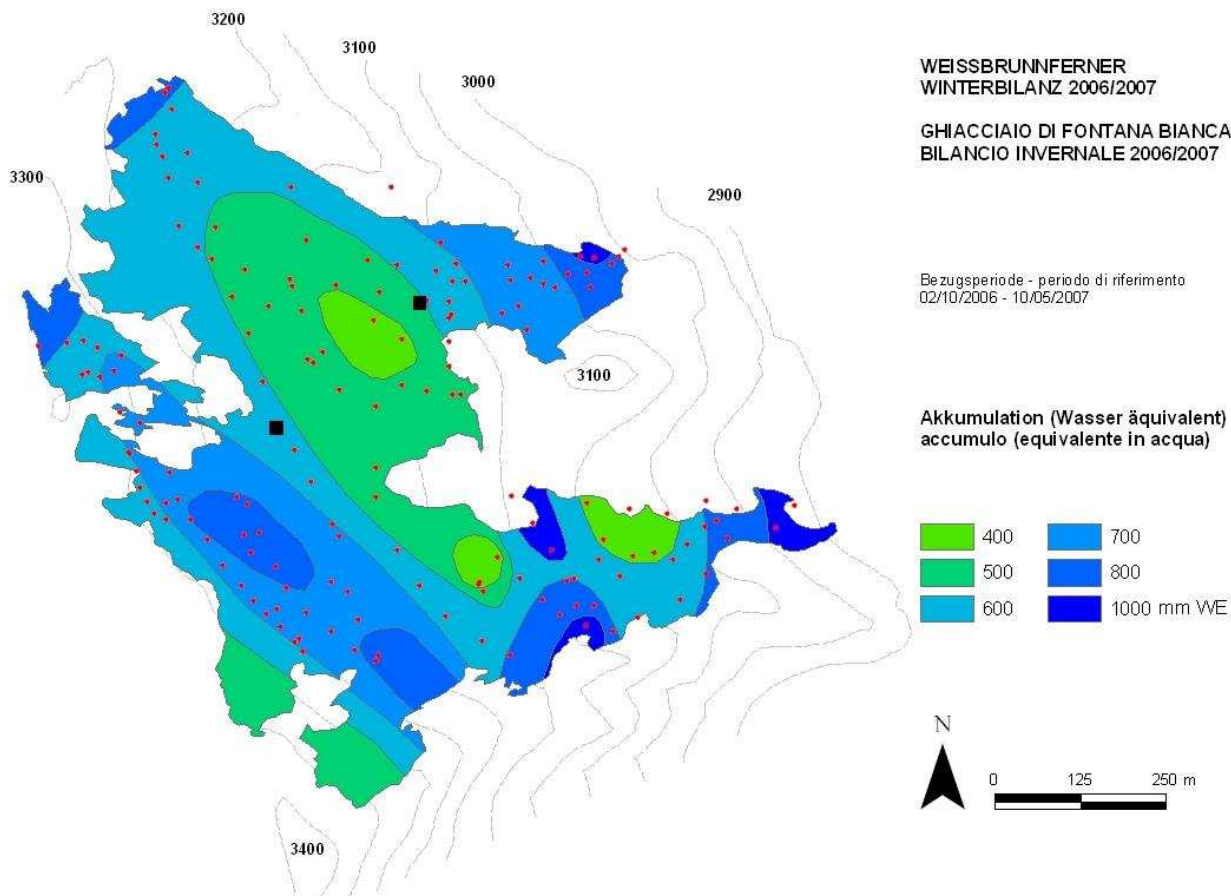 3200
3100
3000
3300
2900
3100
3400
WEISSBRUNNFERNER
WINTERBILANZ 2006/2007
GHIACCIAIO DI FONTANA BIANCA
BILANCIO INVERNALE 2006/2007
Bezugsperiode - periodo di riferimento
02/10/2006 - 10/05/2007
Akkumulation (Wasser äquivalent)
accumulo (equivalente in acqua)
400
700
500
800
600
1000 mm WE
N
0 125 250 m